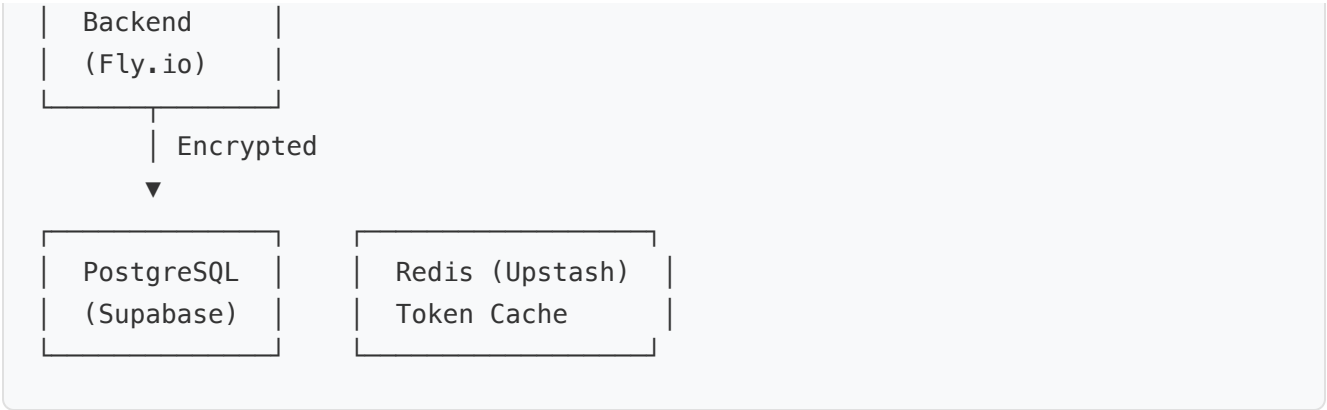 Backend
(Fly.io)
Encrypted
PostgreSQL Redis (Upstash)
(Supabase) Token Cache